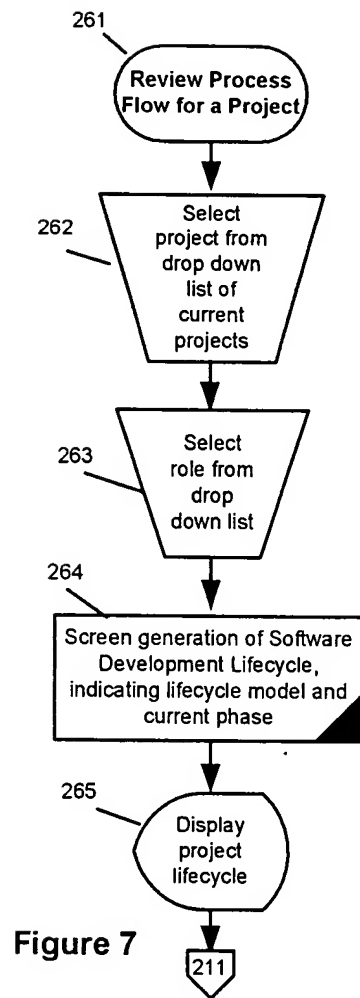 261
Review Process
Flow for a Project
262
Select
project from
drop down
list of
current
projects
263
Select
role from
drop
down list
264
Screen generation of Software
Development Lifecycle,
indicating lifecycle model and
current phase
265
Display
project
lifecycle
Figure 7
211